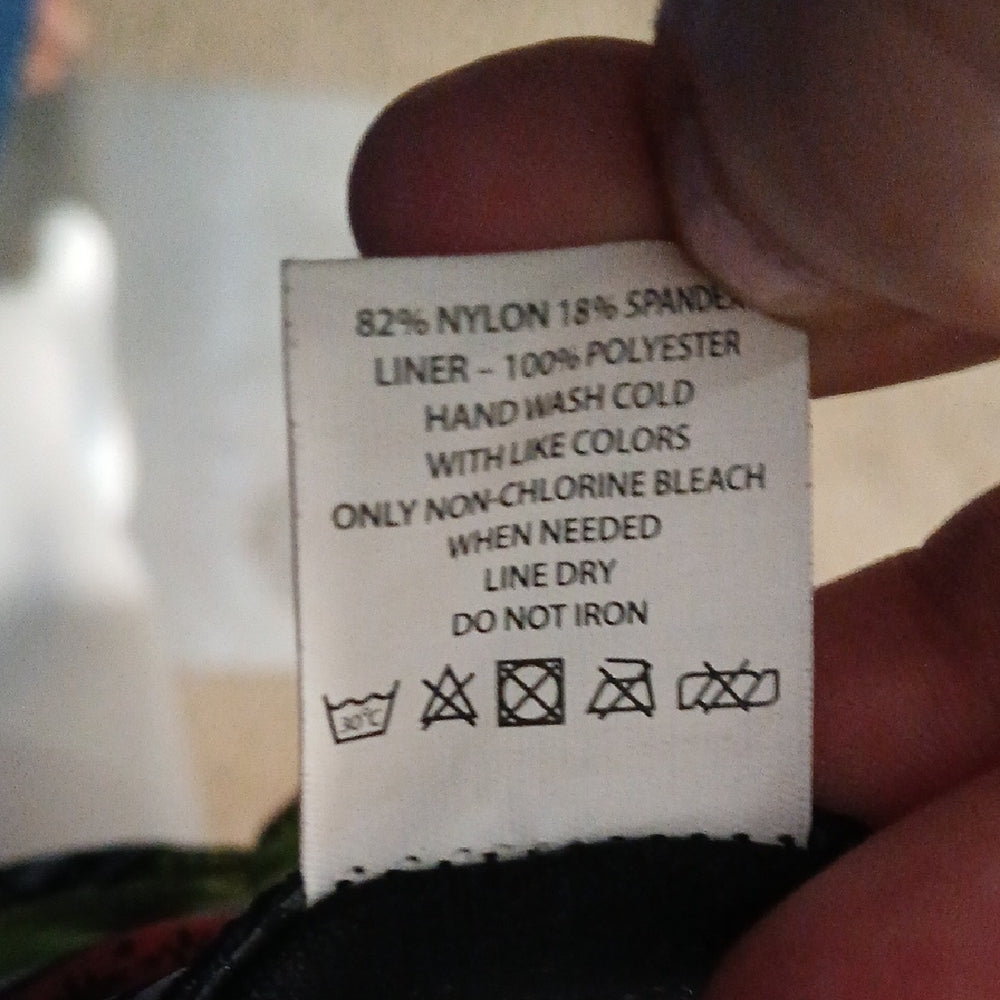 82% NYLON 18% SPANDEX
LINER – 100% POLYESTER
HAND WASH COLD
WITH LIKE COLORS
ONLY NON-CHLORINE BLEACH
WHEN NEEDED
LINE DRY
DO NOT IRON
30°C